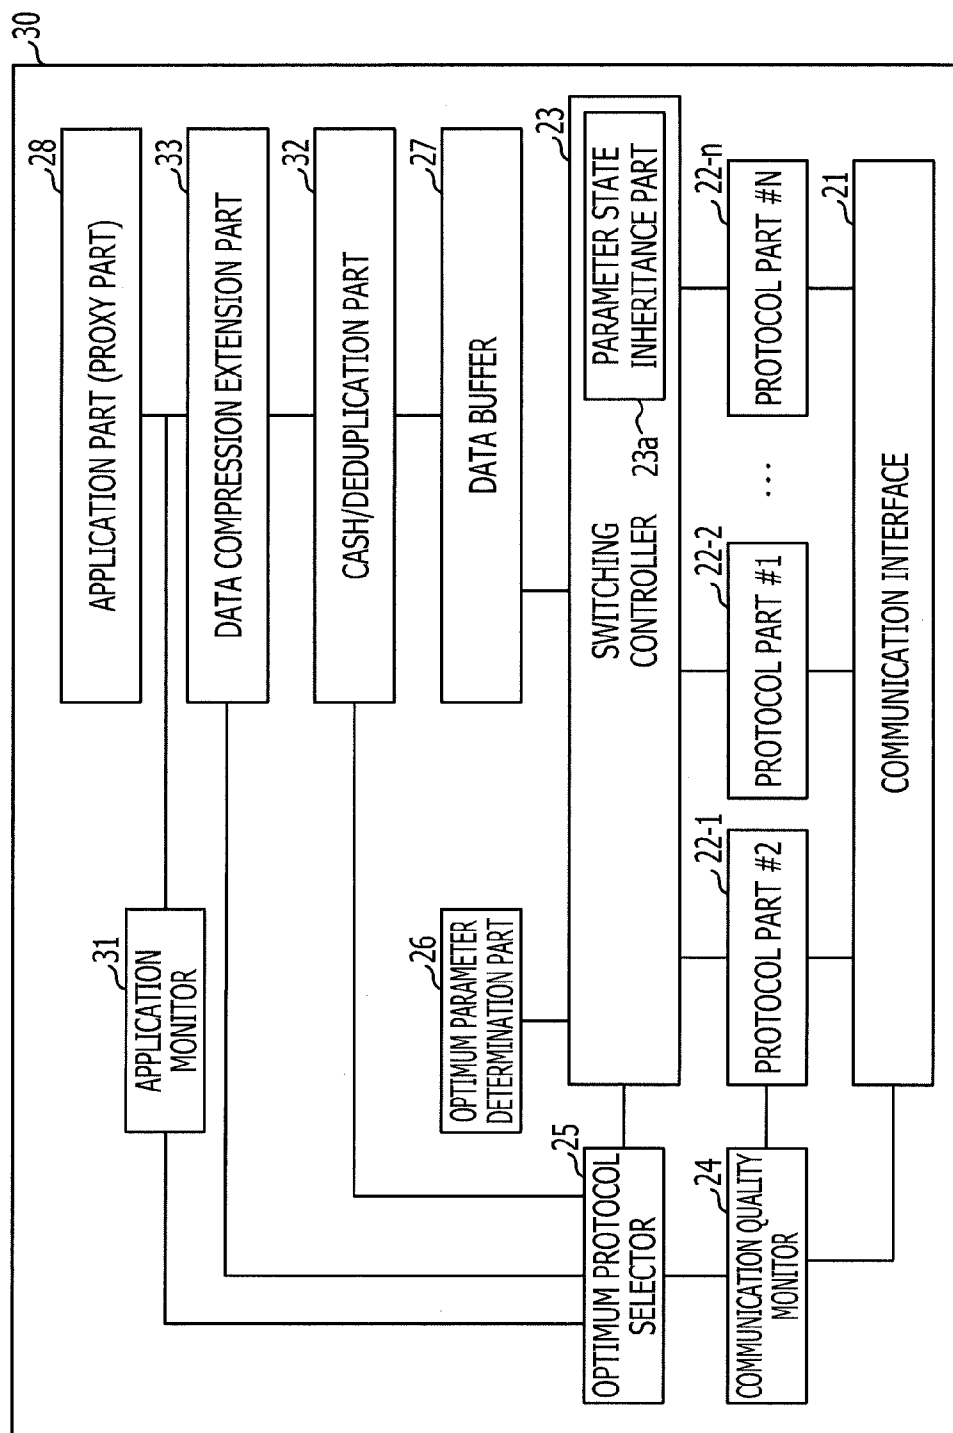 30
28
APPLICATION PART (PROXY PART)
31
APPLICATION
MONITOR
33
DATA COMPRESSION EXTENSION PART
32
CASH/DEDUPLICATION PART
26
OPTIMUM PARAMETER
DETERMINATION PART
27
DATA BUFFER
25
OPTIMUM PROTOCOL
SELECTOR
23
SWITCHING
CONTROLLER
23a
PARAMETER STATE
INHERITANCE PART
24
COMMUNICATION QUALITY
MONITOR
22-1
PROTOCOL PART #2
22-2
PROTOCOL PART #1
...
22-n
PROTOCOL PART #N
21
COMMUNICATION INTERFACE